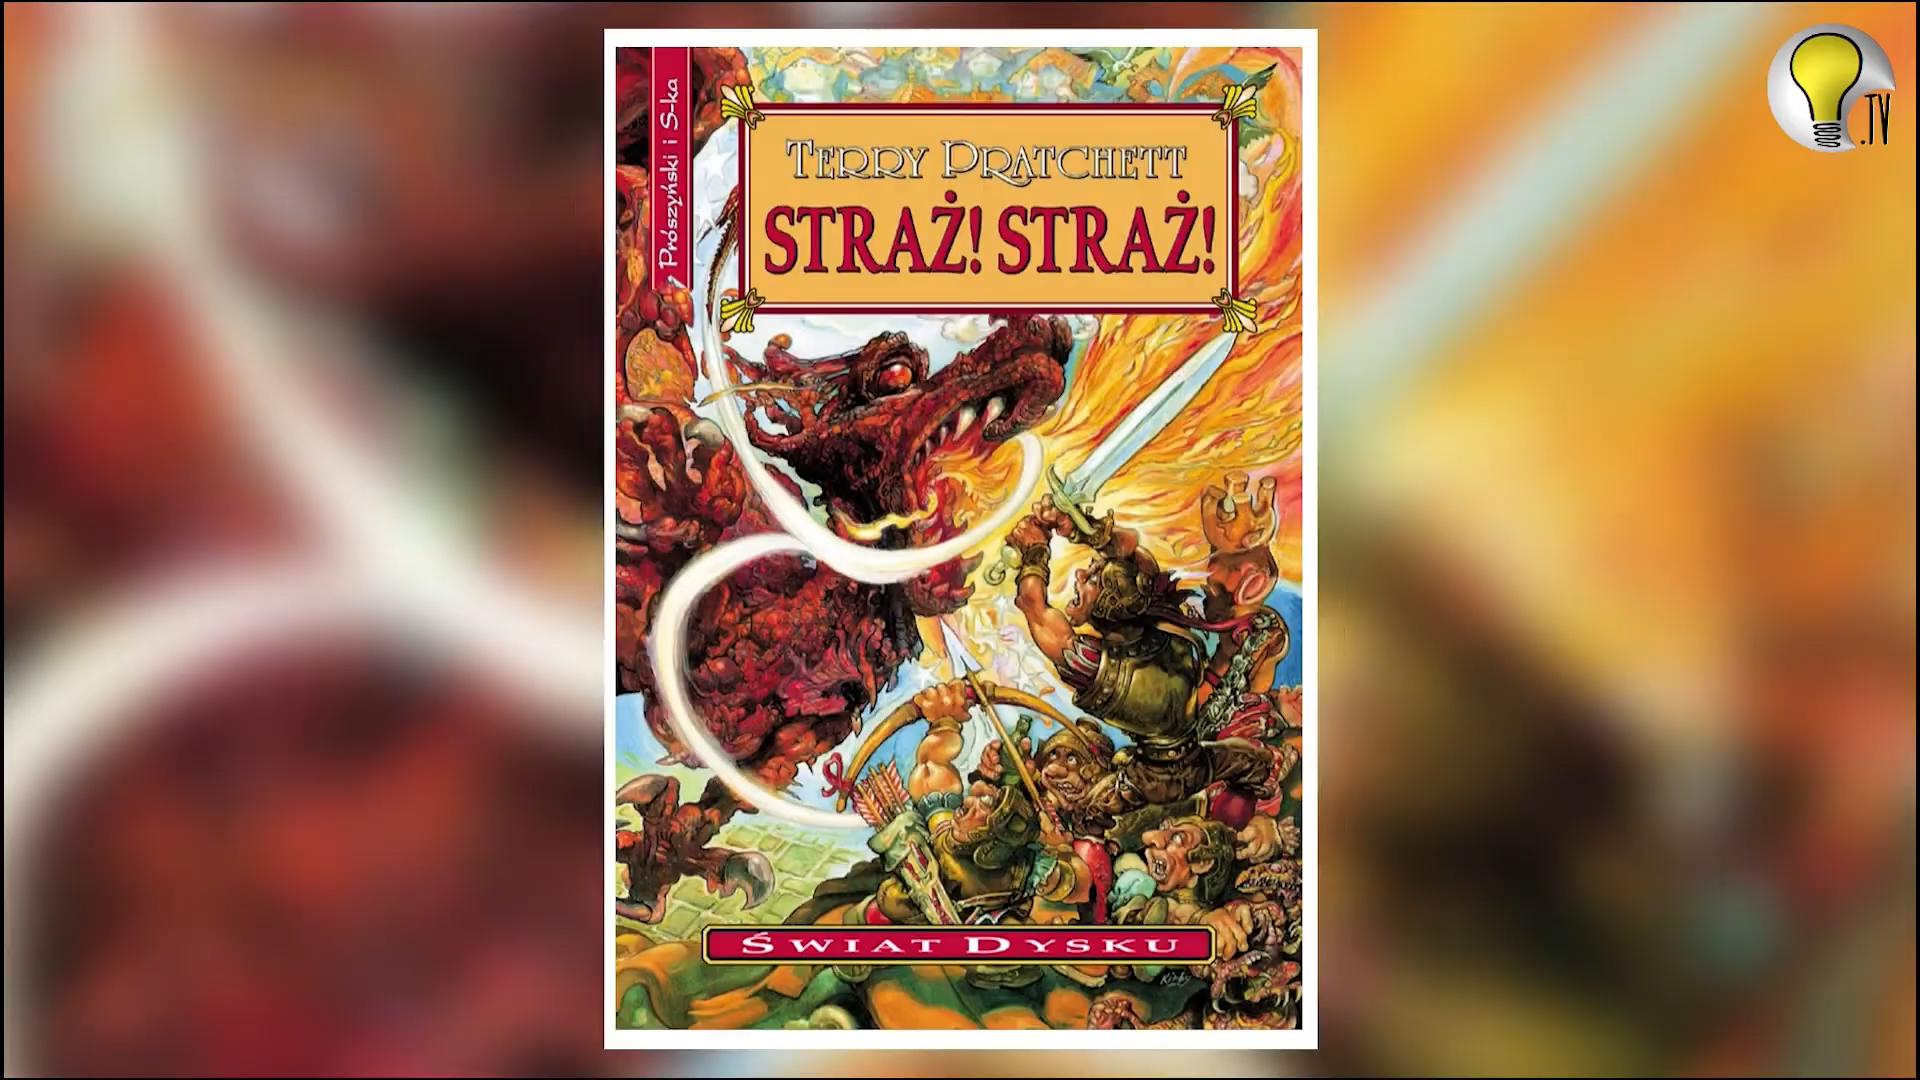 .TV
Prószyński i S-ka
TERRY PRATCHETT
STRAŻ! STRAŻ!
ŚWIAT DYSKU
Kirby